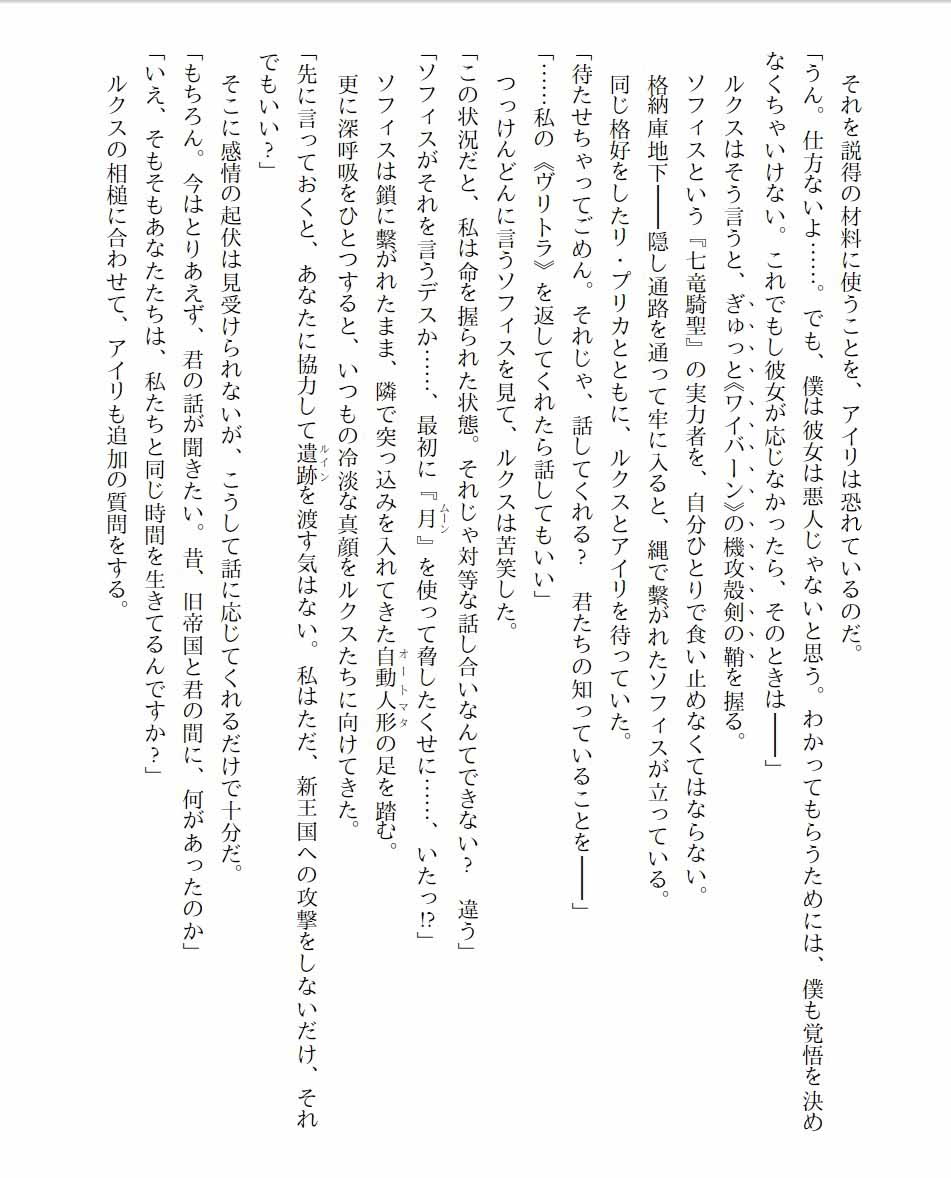 それを説得の材料に使うことを、アイリは恐れているのだ。
「うん。仕方ないよ……。でも、僕は彼女は悪人じゃないと思う。わかってもらうためには、僕も覚悟を決め
なくちゃいけない。これでもし彼女が応じなかったら、そのときは――」
ルクスはそう言うと、ぎゅっと《ワイバーン》の機攻殻剣の鞘を握る。
ソフィスという『七竜騎聖』の実力者を、自分ひとりで食い止めなくてはならない。
格納庫地下――隠し通路を通って牢に入ると、縄で繋がれたソフィスが立っている。
同じ格好をしたリ・プリカとともに、ルクスとアイリを待っていた。
「待たせちゃってごめん。それじゃ、話してくれる？　君たちの知っていることを――」
「……私の《ヴリトラ》を返してくれたら話してもいい」
つっけんどんに言うソフィスを見て、ルクスは苦笑した。
「この状況だと、私は命を握られた状態。それじゃ対等な話し合いなんてできない？　違う」
「ソフィスがそれを言うデスか……、最初に『月』を使って脅したくせに……、いたっ!?」
ムーン
ソフィスは鎖に繋がれたまま、隣で突っ込みを入れてきた自動人形の足を踏む。
オートマタ
更に深呼吸をひとつすると、いつもの冷淡な真顔をルクスたちに向けてきた。
「先に言っておくと、あなたに協力して遺跡を渡す気はない。私はただ、新王国への攻撃をしないだけ、それ
ルイン
でもいい？」
そこに感情の起伏は見受けられないが、こうして話に応じてくれるだけで十分だ。
「もちろん。今はとりあえず、君の話が聞きたい。昔、旧帝国と君の間に、何があったのか」
「いえ、そもそもあなたたちは、私たちと同じ時間を生きてるんですか？」
ルクスの相槌に合わせて、アイリも追加の質問をする。